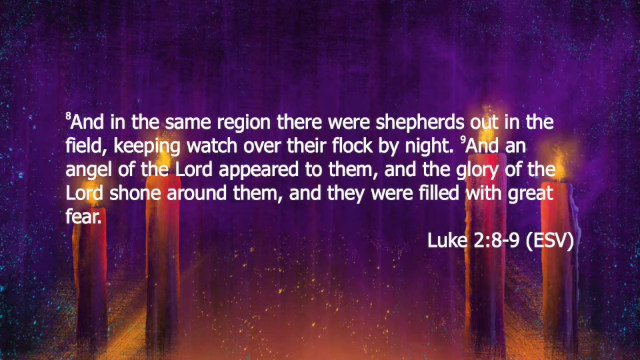 ⁸And in the same region there were shepherds out in the
field, keeping watch over their flock by night. ⁹And an
angel of the Lord appeared to them, and the glory of the
Lord shone around them, and they were filled with great
fear.
Luke 2:8-9 (ESV)